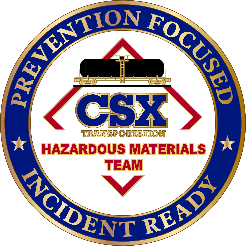 PREVENTION FOCUSED
CSX
TRANSPORTATION
HAZARDOUS MATERIALS
TEAM
INCIDENT READY